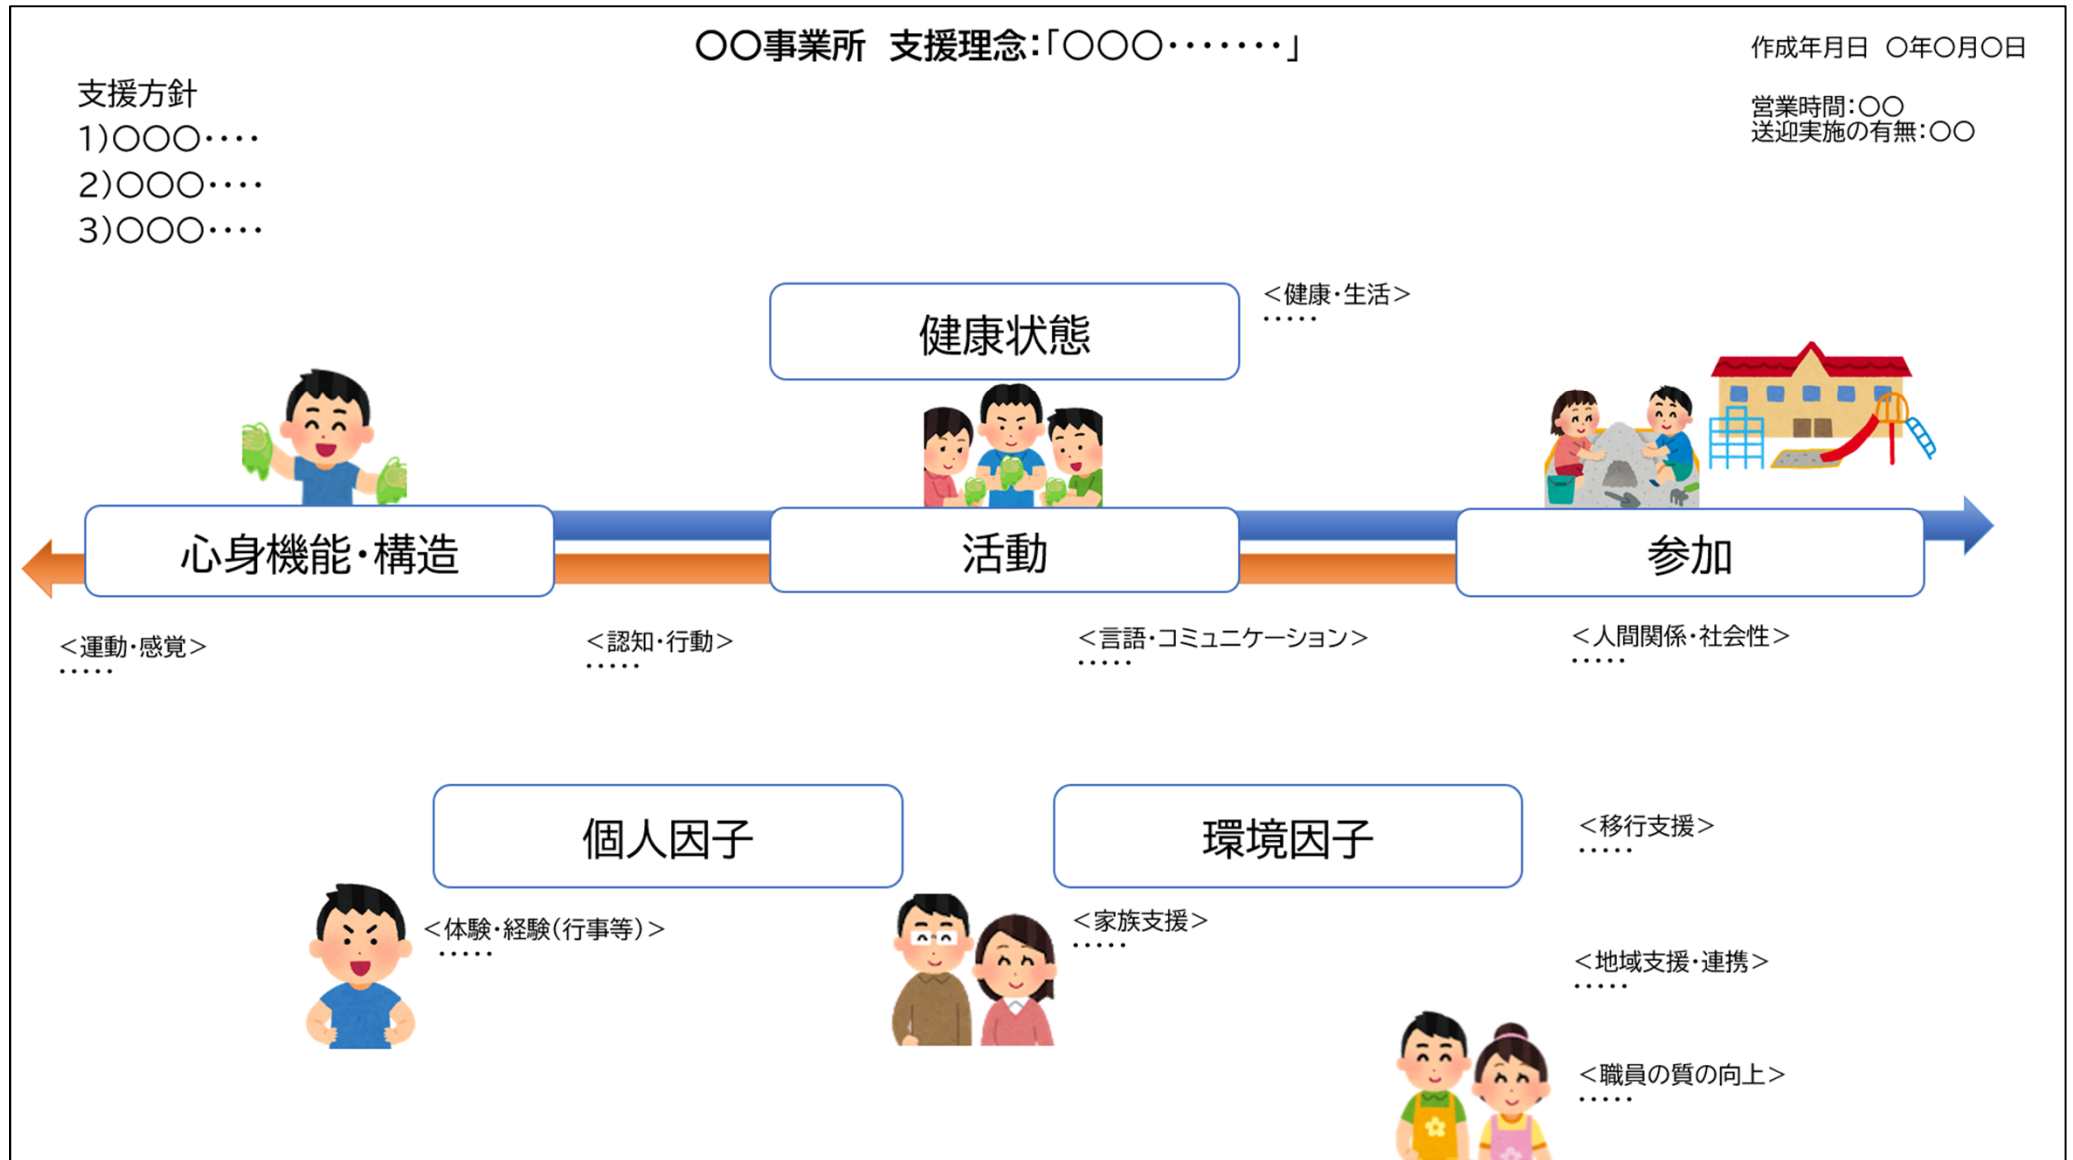 〇〇事業所　支援理念：「〇〇〇・・・・・・・」
作成年月日　〇年〇月〇日
支援方針
1）〇〇〇・・・・
2）〇〇〇・・・・
3）〇〇〇・・・・
営業時間：〇〇
送迎実施の有無：〇〇
健康状態
＜健康・生活＞
・・・・・
心身機能・構造
活動
参加
＜運動・感覚＞
・・・・・
＜認知・行動＞
・・・・・
＜言語・コミュニケーション＞
・・・・・
＜人間関係・社会性＞
・・・・・
個人因子
環境因子
＜移行支援＞
・・・・・
＜体験・経験（行事等）＞
・・・・・
＜家族支援＞
・・・・・
＜地域支援・連携＞
・・・・・
＜職員の質の向上＞
・・・・・